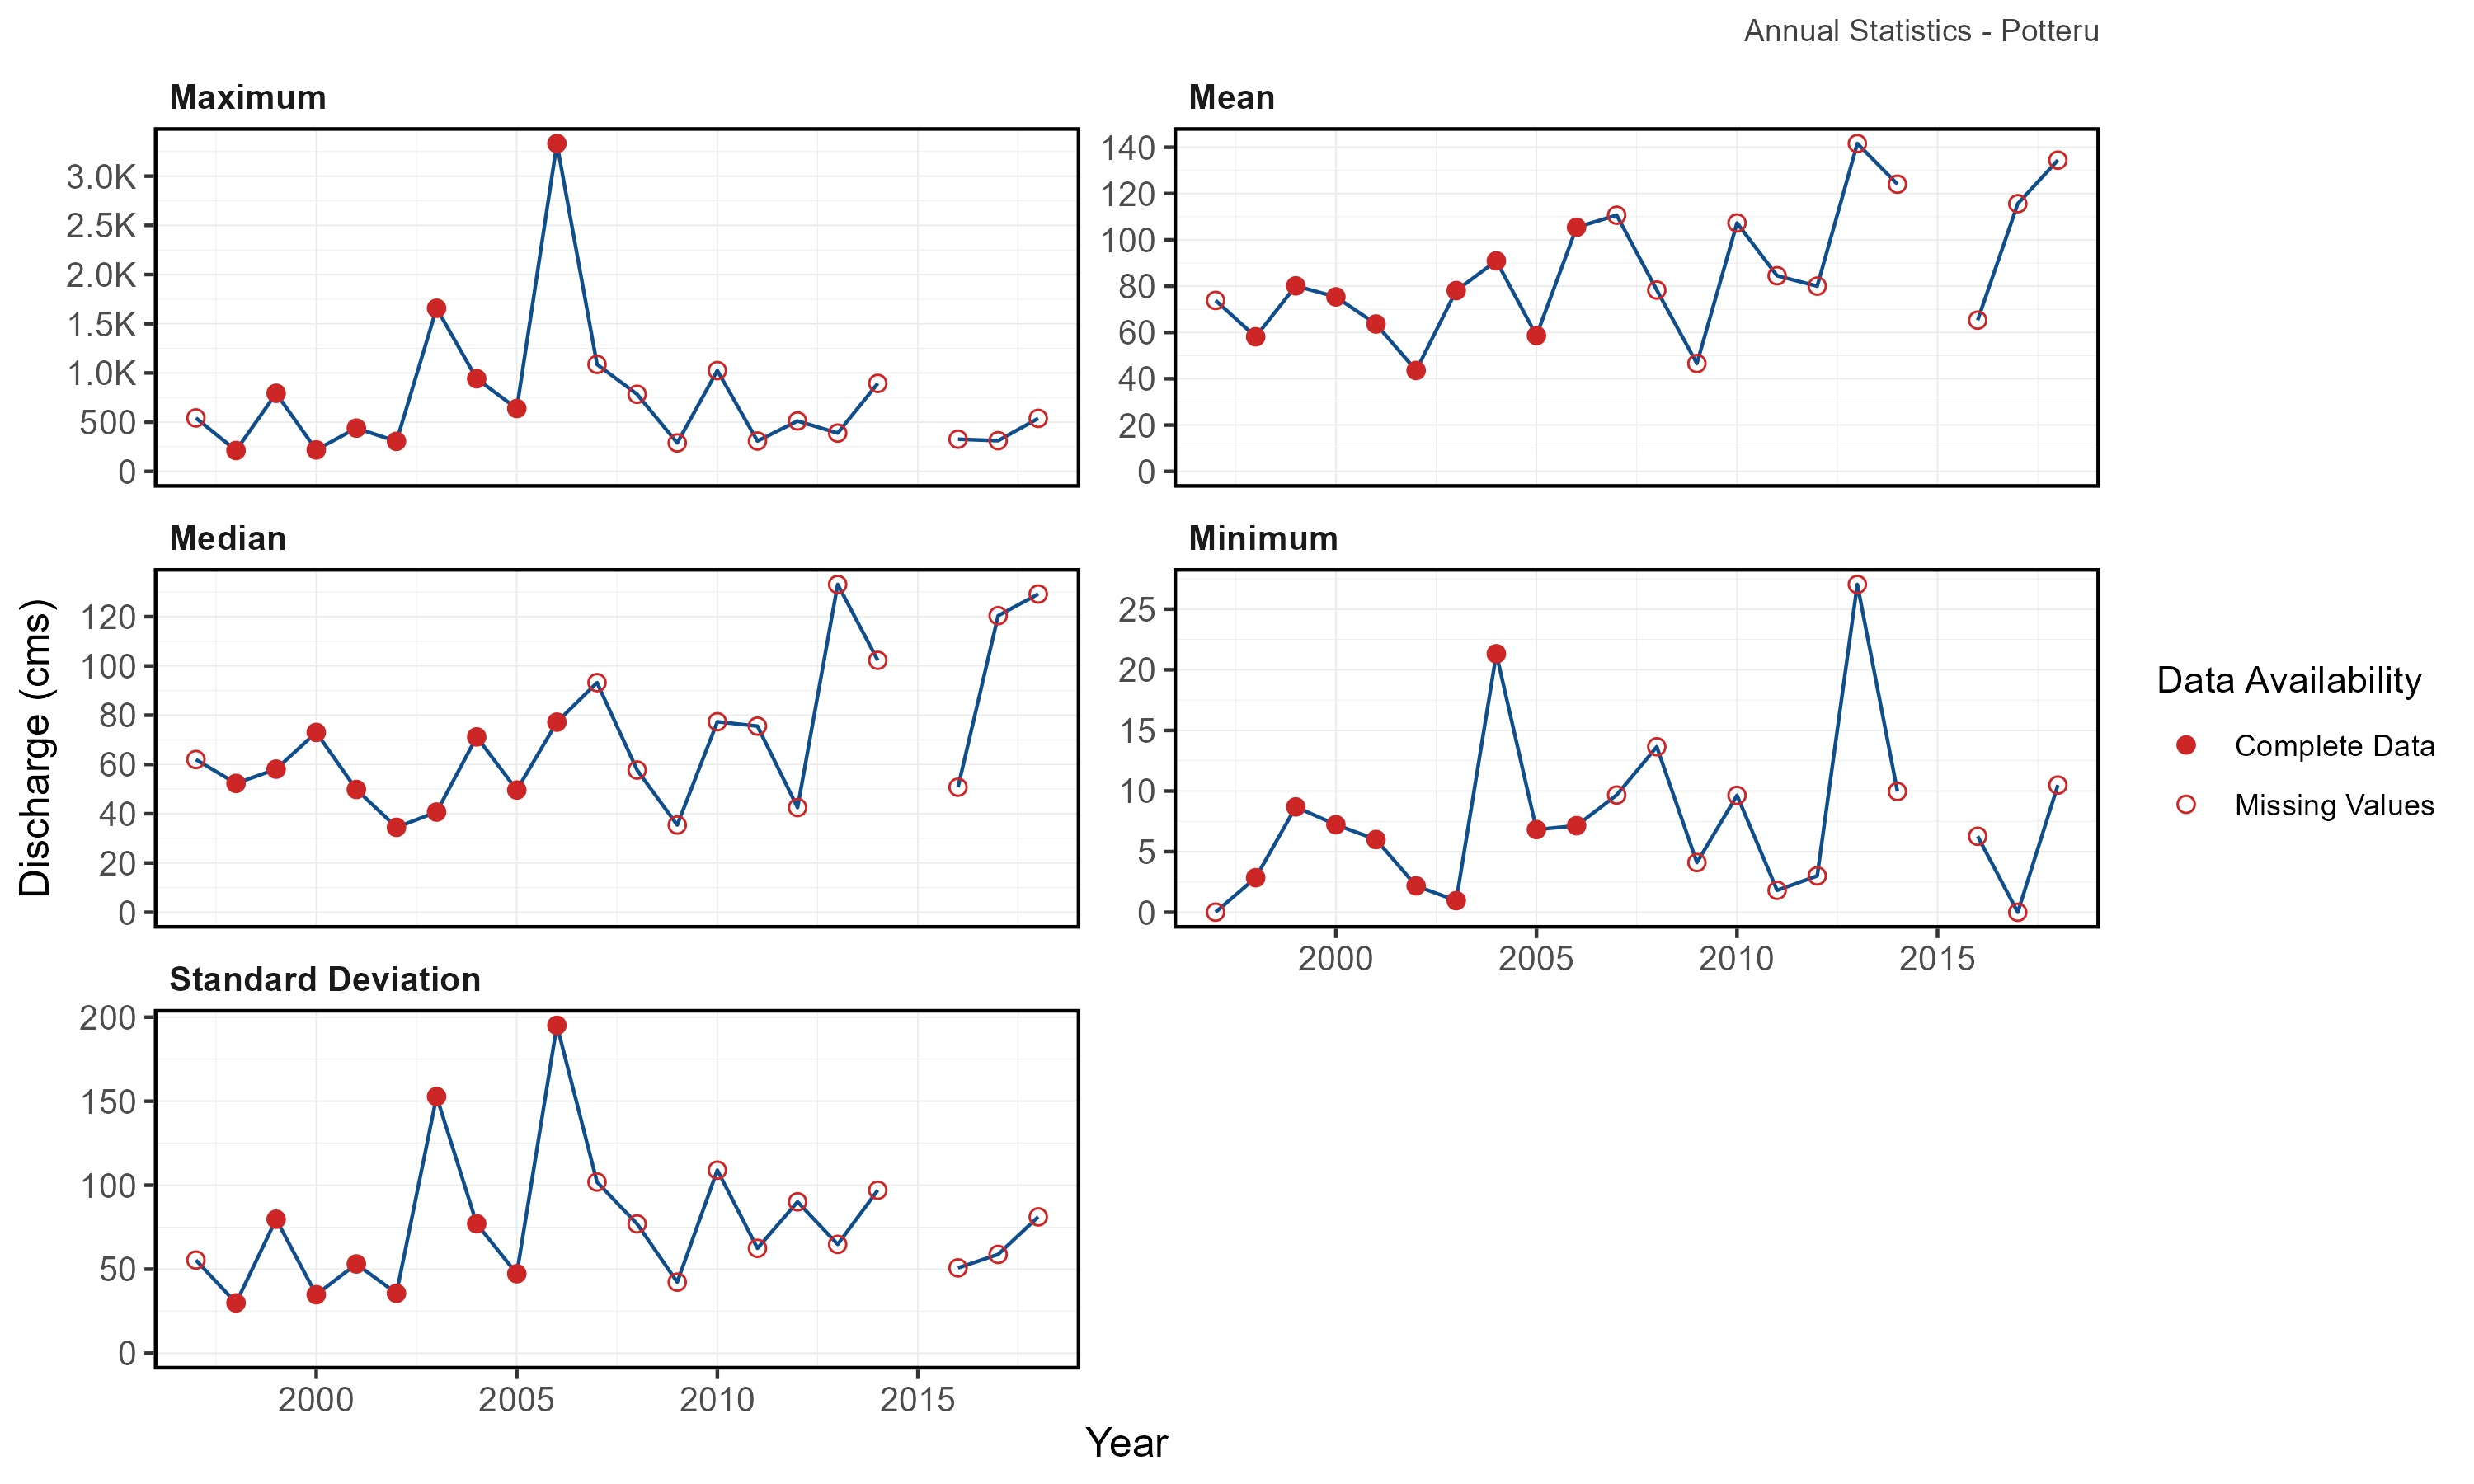 Annual Statistics - Potteru
Maximum
3.0K
2.5K
2.0K
1.5K
1.0K
500
0
Mean
140
120
100
80
60
40
20
0
Discharge (cms)
Median
120
100
80
60
40
20
0
Minimum
25
20
15
10
5
0
2000 2005 2010 2015
Standard Deviation
200
150
100
50
0
2000 2005 2010 2015
Year
Data Availability
Complete Data
Missing Values